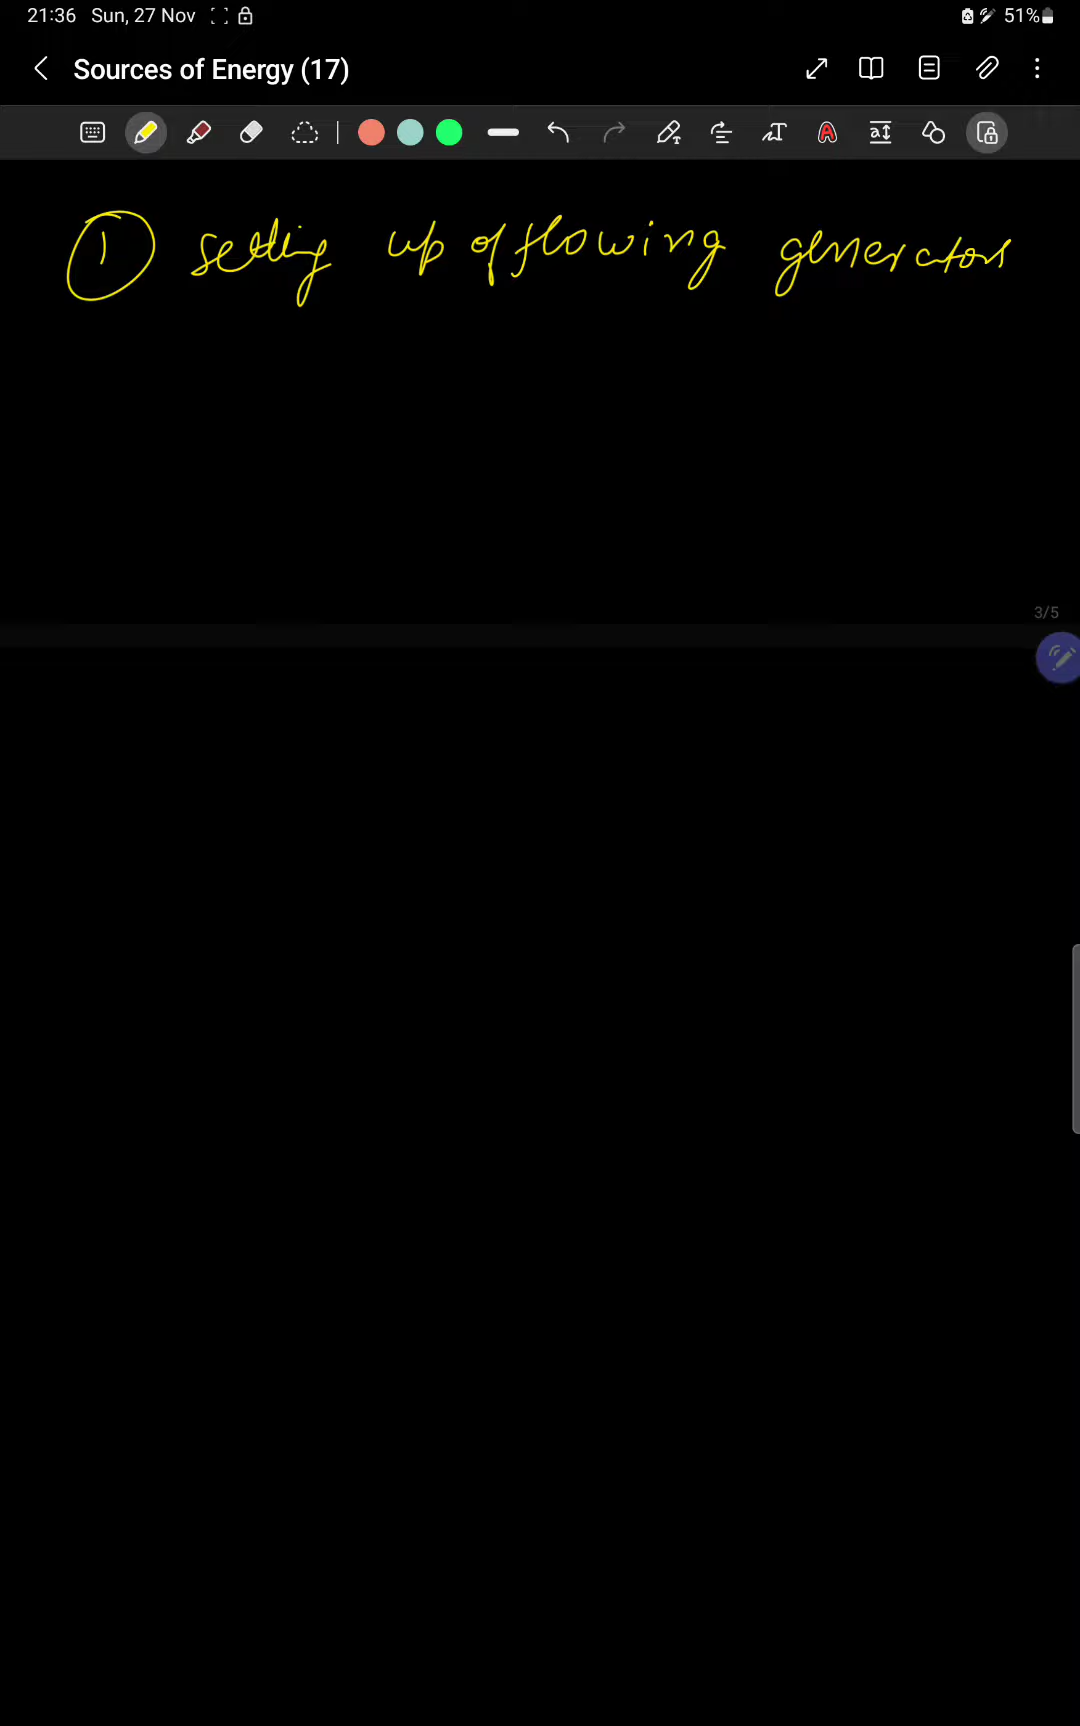 21:36 Sun, 27 Nov 51%
Sources of Energy (17)
1 setting up of flowing generators
3/5